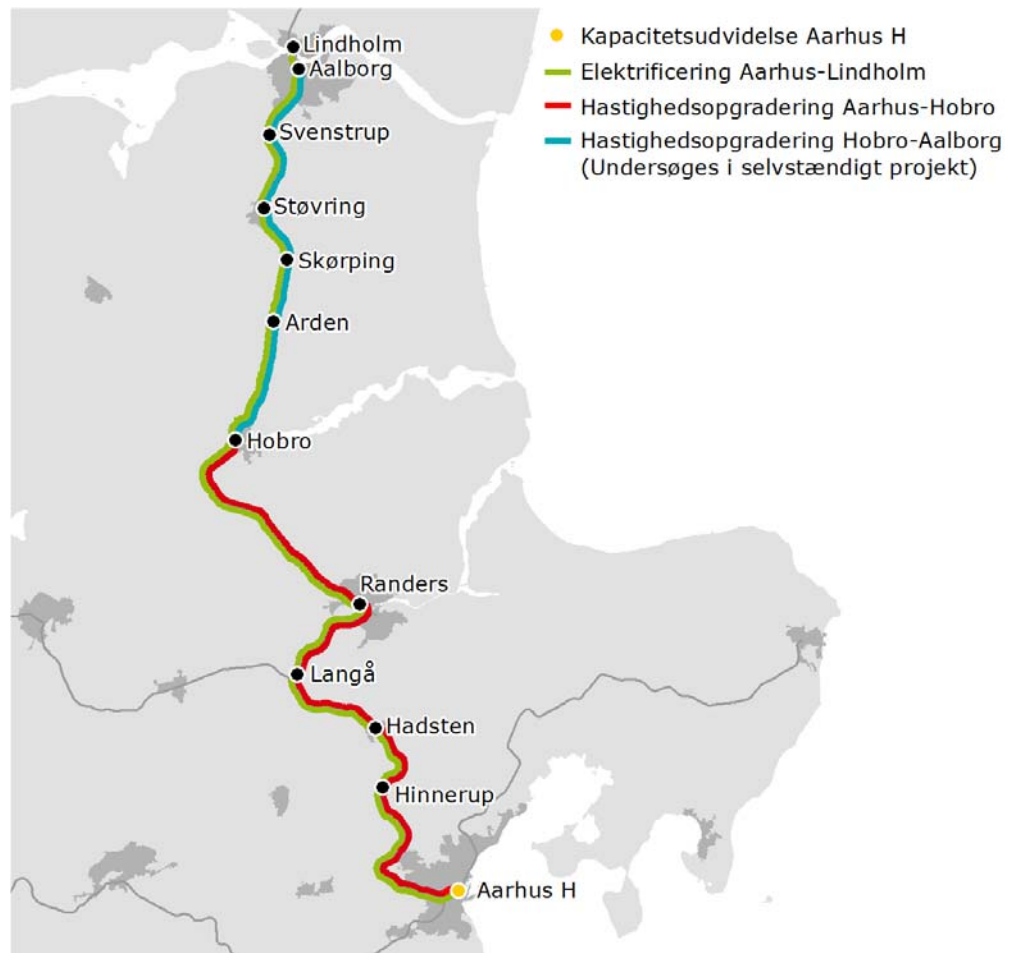 Kapacitetsudvidelse Aarhus H
Elektrificering Aarhus-Lindholm
Hastighedsopgradering Aarhus-Hobro
Hastighedsopgradering Hobro-Aalborg
(Undersøges i selvstændigt projekt)
Lindholm
Aalborg
Svenstrup
Støvring
Skørping
Arden
Hobro
Randers
Langå
Hadsten
Hinnerup
Aarhus H